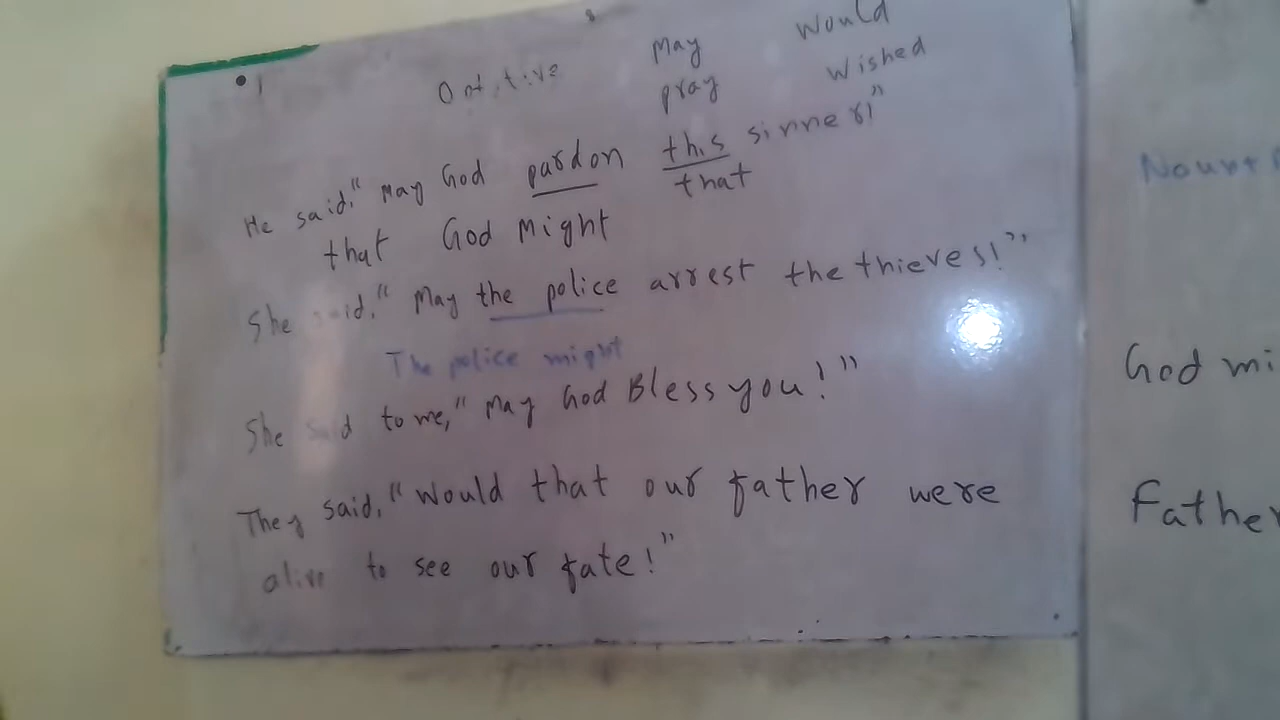 May would
Optative pray wished
He said," May God pardon this sinner!"
that
that God might
She said," May the police arrest the thieves!"
The police might
She said to me," May God Bless you!"
They said," Would that our father were
alive to see our fate!"
Noun+
God mi
Father